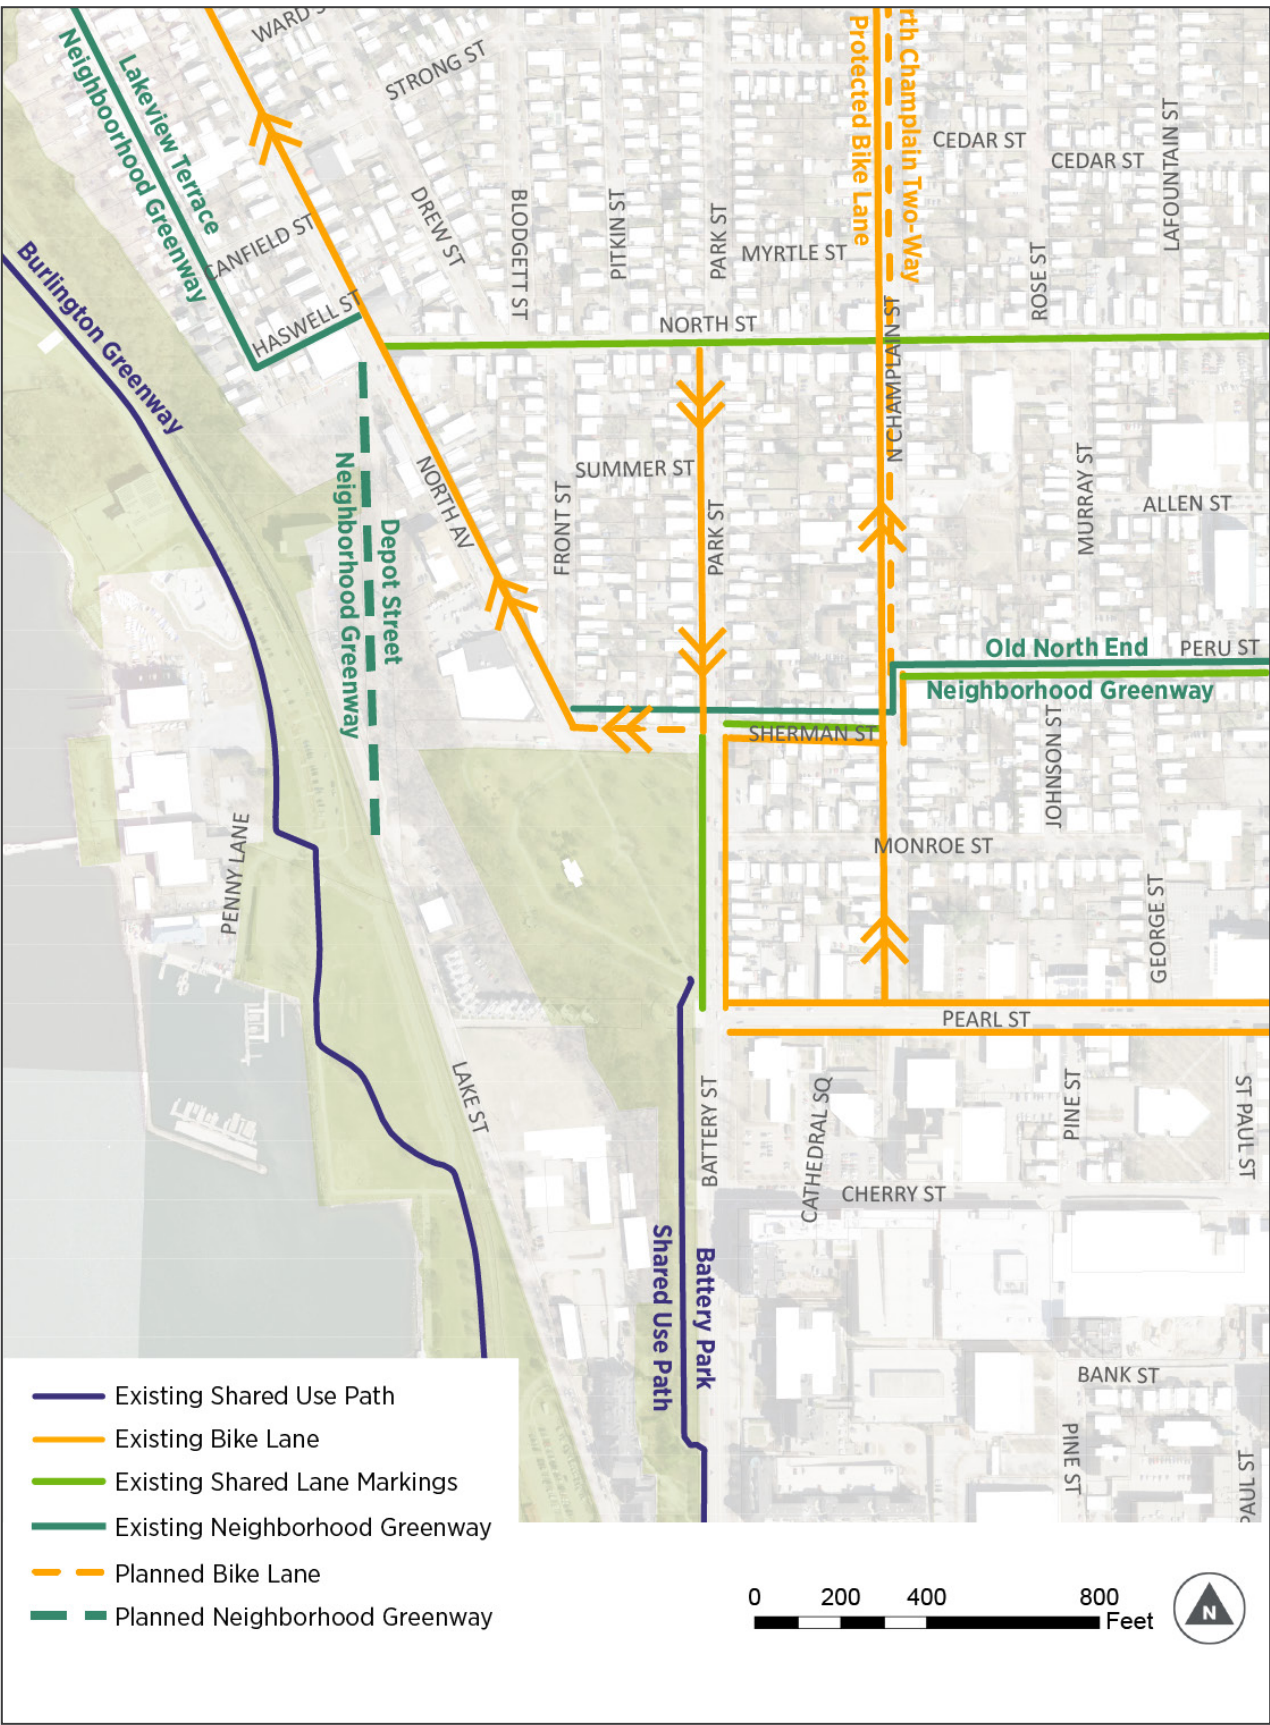 WARD S
STRONG ST
Lakeview Terrace
Neighborhood Greenway
Protected Bike Lane
rth Champlain Two-Way
CEDAR ST
CEDAR ST
LAFOUNTAIN ST
CANFIELD ST
DREW ST
BLODGETT ST
PITKIN ST
PARK ST
MYRTLE ST
ROSE ST
Burlington Greenway
HASWELL ST
NORTH ST
N CHAMPLAIN ST
NORTH AV
SUMMER ST
FRONT ST
PARK ST
MURRAY ST
ALLEN ST
Depot Street
Neighborhood Greenway
Old North End
PERU ST
Neighborhood Greenway
SHERMAN ST
JOHNSON ST
MONROE ST
PENNY LANE
GEORGE ST
PEARL ST
LAKE ST
BATTERY ST
CATHEDRAL SQ
PINE ST
ST PAUL ST
CHERRY ST
Battery Park
Shared Use Path
BANK ST
PINE ST
PAUL ST
Existing Shared Use Path
Existing Bike Lane
Existing Shared Lane Markings
Existing Neighborhood Greenway
Planned Bike Lane
Planned Neighborhood Greenway
0 200 400 800
Feet
N